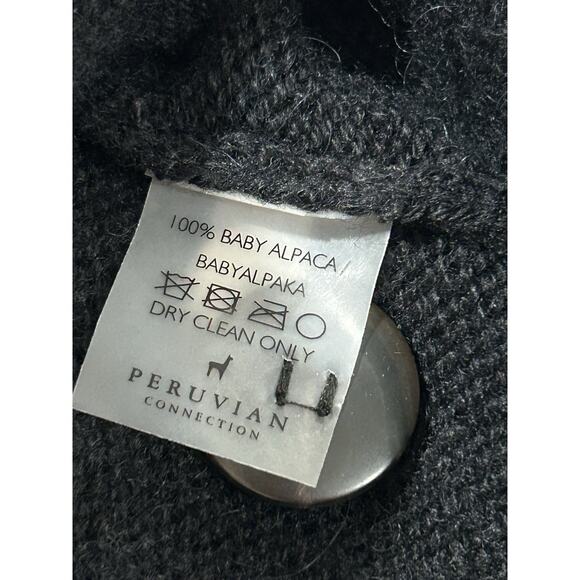 100% BABY ALPACA /
BABYALPAKA
DRY CLEAN ONLY
PERUVIAN
CONNECTION